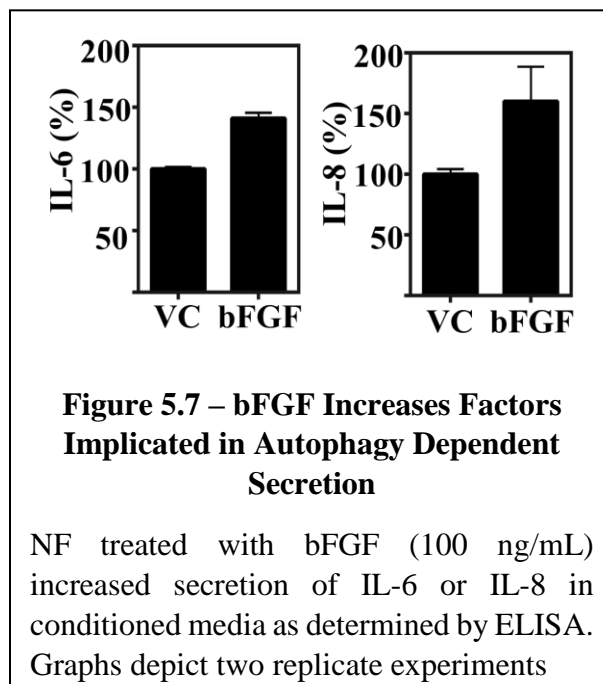 200
150
100
50
IL-6 (%)
VC bFGF
200
150
100
50
IL-8 (%)
VC bFGF
Figure 5.7 – bFGF Increases Factors
Implicated in Autophagy Dependent
Secretion
NF treated with bFGF (100 ng/mL)
increased secretion of IL-6 or IL-8 in
conditioned media as determined by ELISA.
Graphs depict two replicate experiments